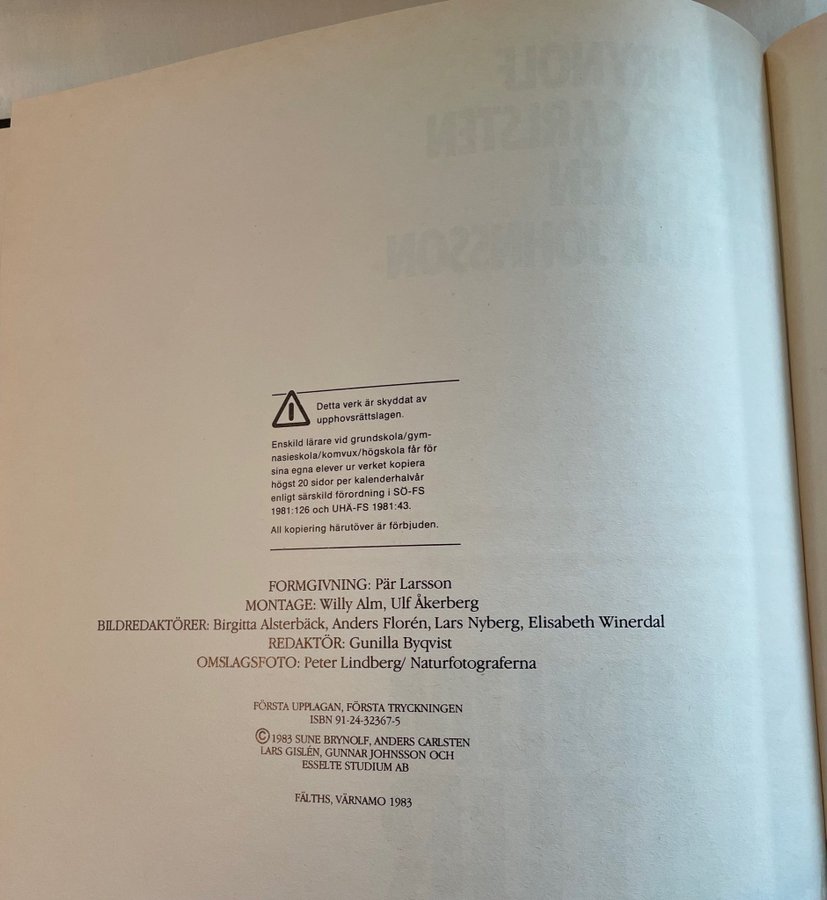 Detta verk är skyddat av
upphovsrättslagen.
Enskild lärare vid grundskola/gym-
nasieskola/komvux/högskola får för
sina egna elever ur verket kopiera
högst 20 sidor per kalenderhalvår
enligt särskild förordning i SÖ-FS
1981:126 och UHÄ-FS 1981:43.
All kopiering härutöver är förbjuden.
FORMGIVNING: Pär Larsson
MONTAGE: Willy Alm, Ulf Åkerberg
BILDREDAKTÖRER: Birgitta Alsterbäck, Anders Florén, Lars Nyberg, Elisabeth Winerdal
REDAKTÖR: Gunilla Byqvist
OMSLAGSFOTO: Peter Lindberg/ Naturfotograferna
FÖRSTA UPPLAGAN, FÖRSTA TRYCKNINGEN
ISBN 91-24-32367-5
© 1983 SUNE BRYNOLF, ANDERS CARLSTEN
LARS GISLÉN, GUNNAR JOHNSSON OCH
ESSELTE STUDIUM AB
FÄLTHS, VÄRNAMO 1983